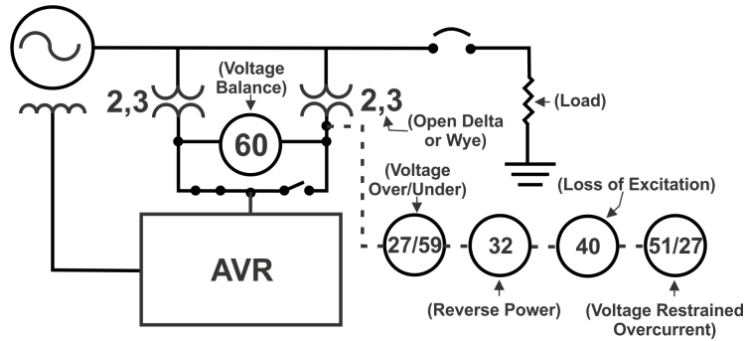 2,3
(Voltage
Balance)
2,3
60
(Open Delta
or Wye)
(Load)
(Voltage
Over/Under)
(Loss of Excitation)
27/59
32
40
51/27
AVR
(Reverse Power)
(Voltage Restrained
Overcurrent)